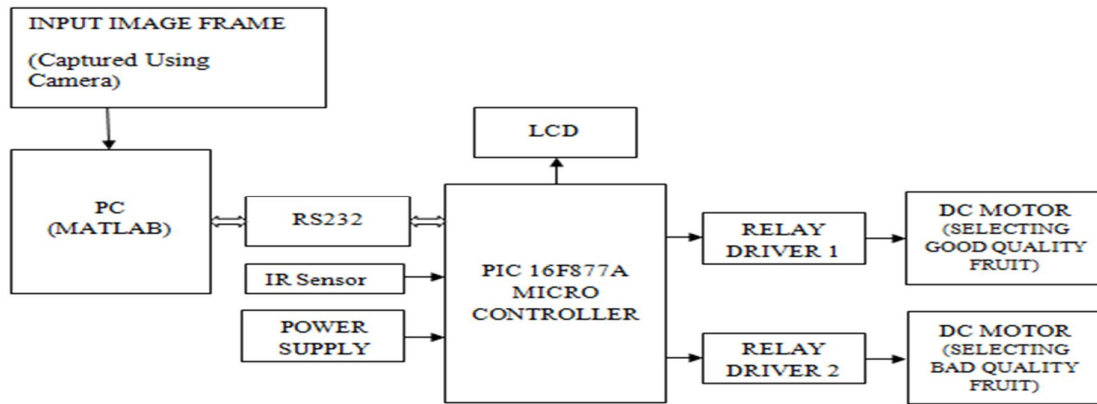 INPUT IMAGE FRAME
(Captured Using
Camera)
LCD
PC
(MATLAB)
RS232
IR Sensor
POWER
SUPPLY
PIC 16F877A
MICRO
CONTROLLER
RELAY
DRIVER 1
DC MOTOR
(SELECTING
GOOD QUALITY
FRUIT)
RELAY
DRIVER 2
DC MOTOR
(SELECTING
BAD QUALITY
FRUIT)